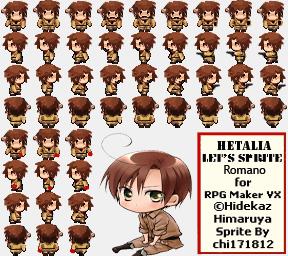 HETALIA
LET'S SPRITE
Romano
for
RPG Maker VX
©Hidekaz
Himaruya
Sprite By
chi171812